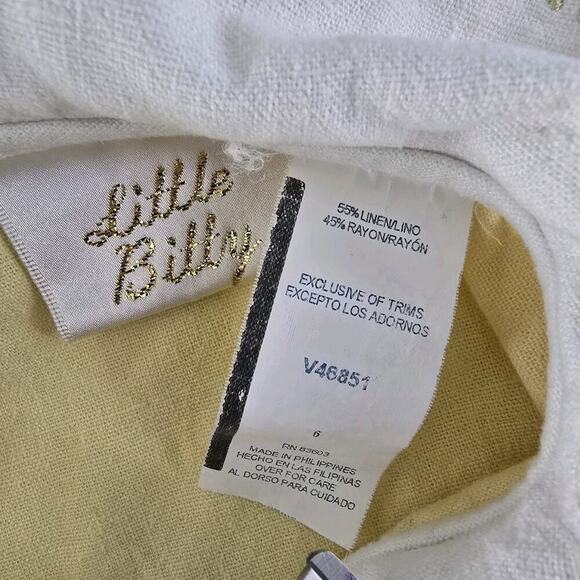 Little
Bitty
55% LINEN/LINO
45% RAYON/RAYÓN
EXCLUSIVE OF TRIMS
EXCEPTO LOS ADORNOS
V46851
6
RN 83603
MADE IN PHILIPPINES
HECHO EN LAS FILIPINAS
OVER FOR CARE
AL DORSO PARA CUIDADO